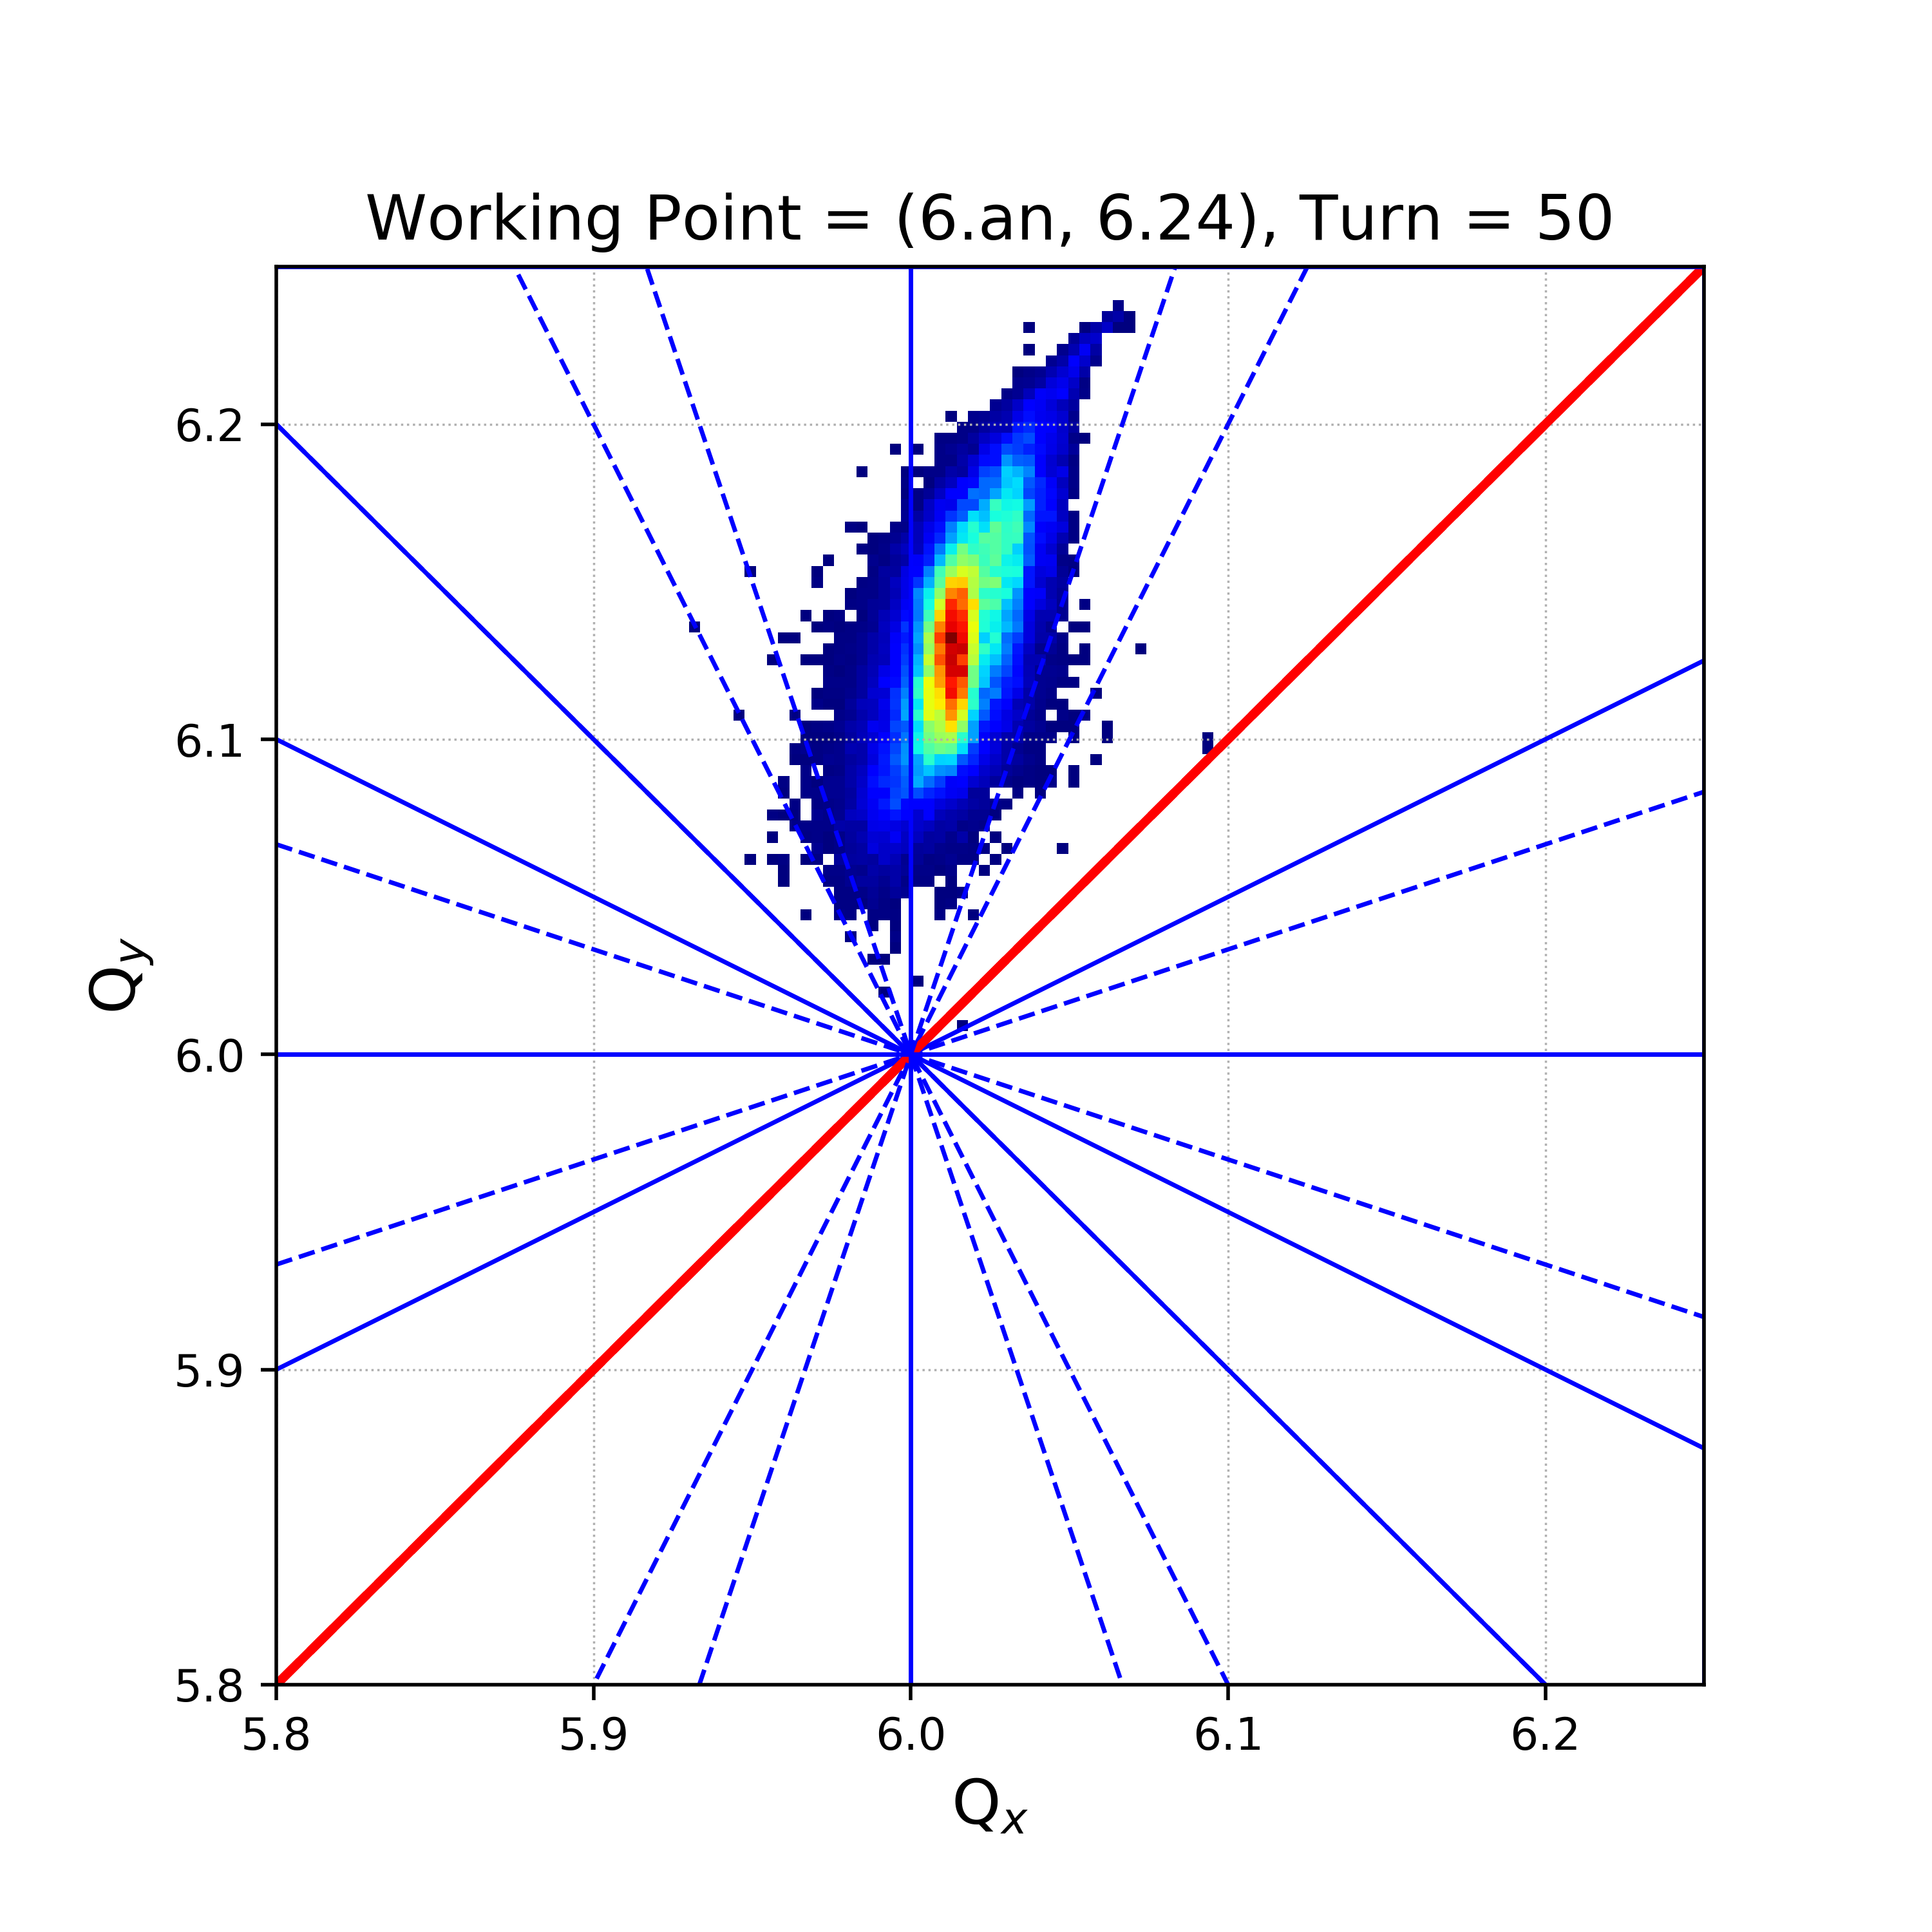 Working Point = (6.an, 6.24), Turn = 50
6.2
6.1
6.0
5.9
5.8
Qy
5.8 5.9 6.0 6.1 6.2
Qx